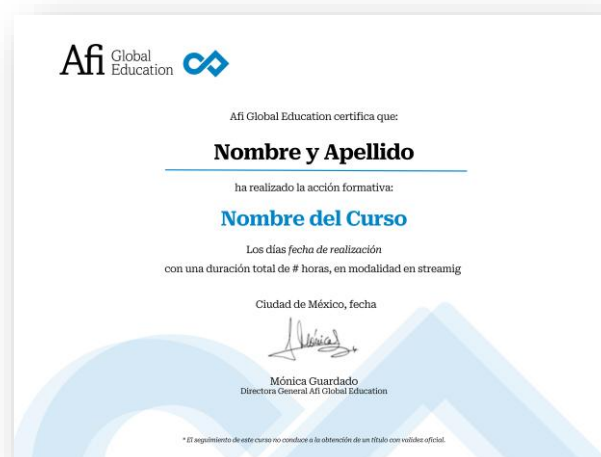 Afi Global
Education
Afi Global Education certifica que:
Nombre y Apellido
ha realizado la acción formativa:
Nombre del Curso
Los días fecha de realización
con una duración total de # horas, en modalidad en streamig
Ciudad de México, fecha
Mónica Guardado
Directora General Afi Global Education
* El seguimiento de este curso no conduce a la obtención de un título con validez oficial.